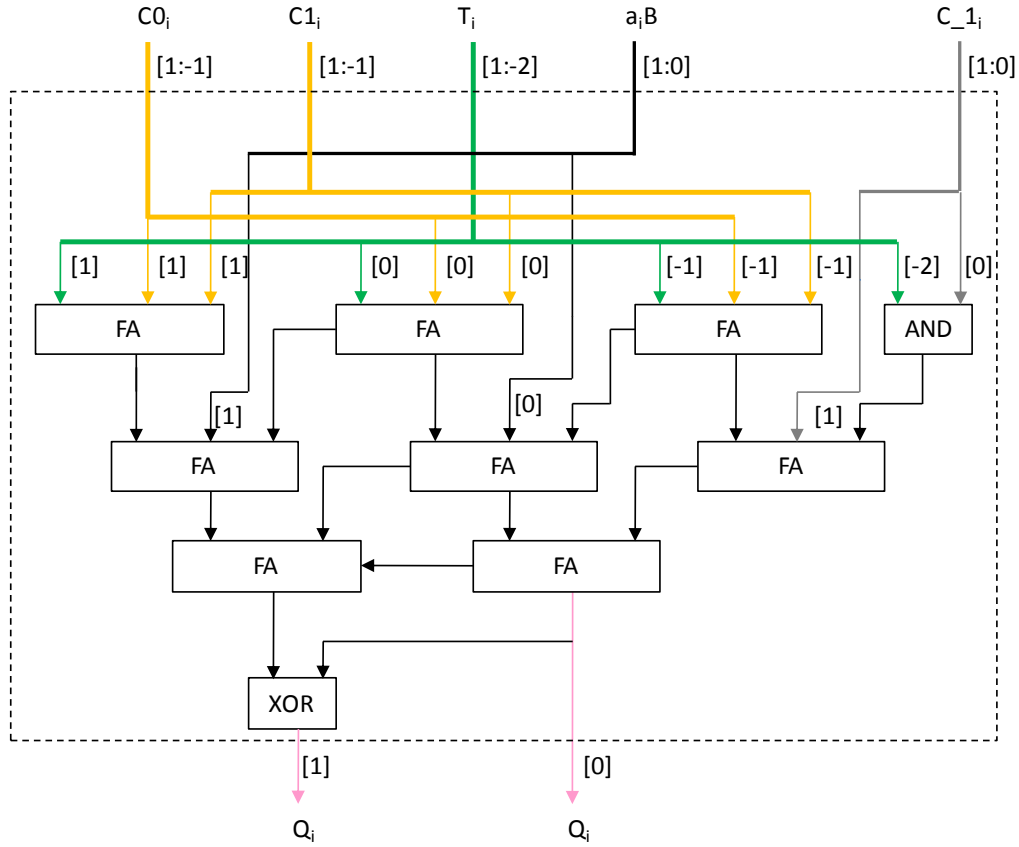 C0i C1i Ti aiB C_1i
[1:-1] [1:-1] [1:-2] [1:0] [1:0]
[1] [1] [1] [0] [0] [0] [-1] [-1] [-1] [-2] [0]
FA FA FA AND
[1] [0] [1]
FA FA FA
FA FA
XOR
[1] [0]
Qi Qi